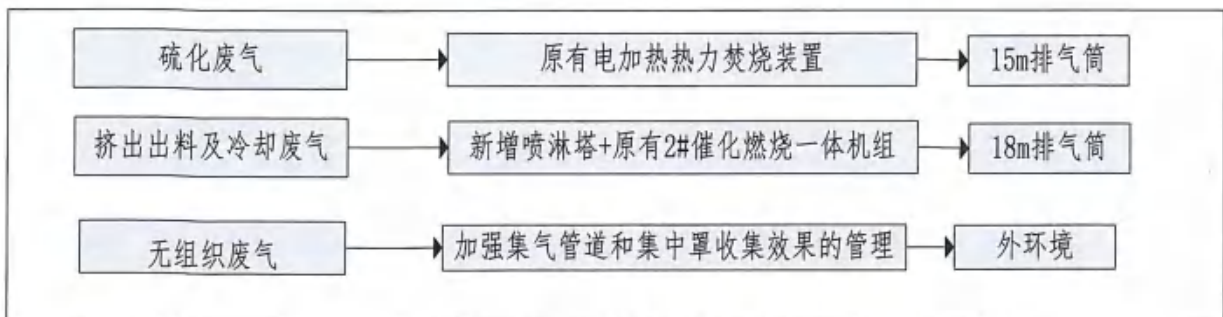 硫化废气
原有电加热热力焚烧装置
15m排气筒
挤出出料及冷却废气
新增喷淋塔+原有2#催化燃烧一体机组
18m排气筒
无组织废气
加强集气管道和集中罩收集效果的管理
外环境